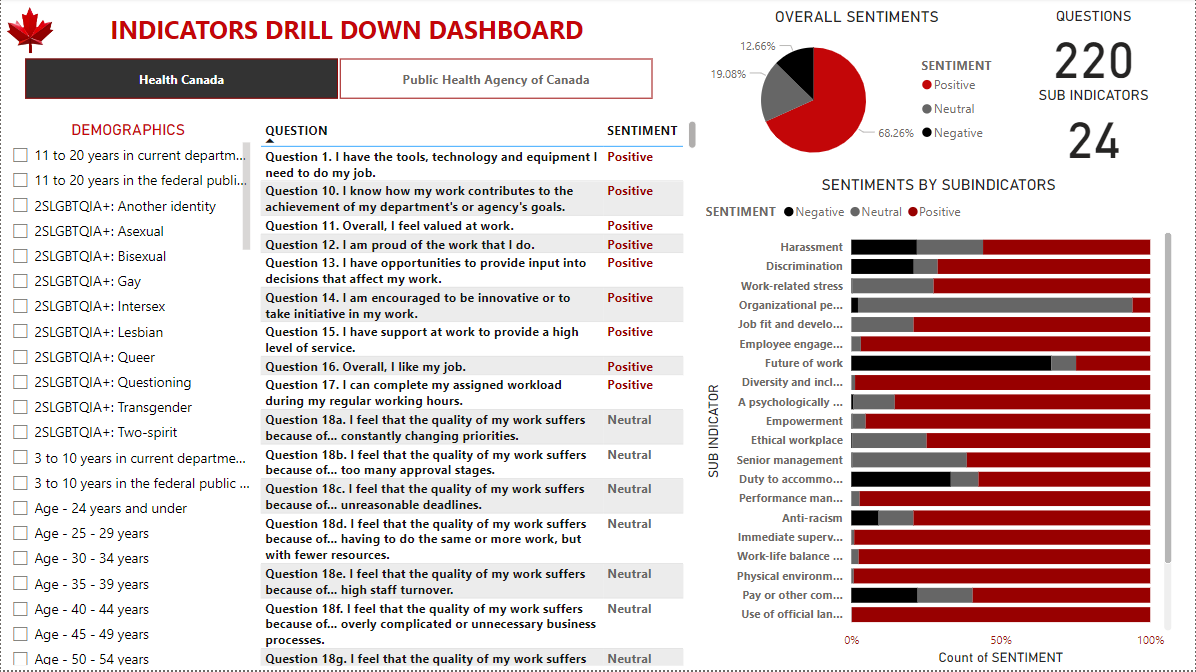 INDICATORS DRILL DOWN DASHBOARD
Health Canada
Public Health Agency of Canada
DEMOGRAPHICS
11 to 20 years in current departm...
11 to 20 years in the federal publi...
2SLGBTQIA+: Another identity
2SLGBTQIA+: Asexual
2SLGBTQIA+: Bisexual
2SLGBTQIA+: Gay
2SLGBTQIA+: Intersex
2SLGBTQIA+: Lesbian
2SLGBTQIA+: Queer
2SLGBTQIA+: Questioning
2SLGBTQIA+: Transgender
2SLGBTQIA+: Two-spirit
3 to 10 years in current departme...
3 to 10 years in the federal public ...
Age - 24 years and under
Age - 25 - 29 years
Age - 30 - 34 years
Age - 35 - 39 years
Age - 40 - 44 years
Age - 45 - 49 years
Age - 50 - 54 years
QUESTION SENTIMENT
Question 1. I have the tools, technology and equipment I Positive
need to do my job.
Question 10. I know how my work contributes to the Positive
achievement of my department's or agency's goals.
Question 11. Overall, I feel valued at work. Positive
Question 12. I am proud of the work that I do. Positive
Question 13. I have opportunities to provide input into Positive
decisions that affect my work.
Question 14. I am encouraged to be innovative or to Positive
take initiative in my work.
Question 15. I have support at work to provide a high Positive
level of service.
Question 16. Overall, I like my job. Positive
Question 17. I can complete my assigned workload Positive
during my regular working hours.
Question 18a. I feel that the quality of my work suffers Neutral
because of... constantly changing priorities.
Question 18b. I feel that the quality of my work suffers Neutral
because of... too many approval stages.
Question 18c. I feel that the quality of my work suffers Neutral
because of... unreasonable deadlines.
Question 18d. I feel that the quality of my work suffers Neutral
because of... having to do the same or more work, but
with fewer resources.
Question 18e. I feel that the quality of my work suffers Neutral
because of... high staff turnover.
Question 18f. I feel that the quality of my work suffers Neutral
because of... overly complicated or unnecessary business
processes.
Question 18g. I feel that the quality of my work suffers Neutral
OVERALL SENTIMENTS
12.66%
19.08%
68.26%
SENTIMENT
Positive
Neutral
Negative
QUESTIONS
220
SUB INDICATORS
24
SENTIMENTS BY SUBINDICATORS
SENTIMENT Negative Neutral Positive
SUB INDICATOR
Harassment
Discrimination
Work-related stress
Organizational pe...
Job fit and develo...
Employee engage...
Future of work
Diversity and incl...
A psychologically ...
Empowerment
Ethical workplace
Senior management
Duty to accommo...
Performance man...
Anti-racism
Immediate superv...
Work-life balance ...
Physical environm...
Pay or other com...
Use of official lan...
0% 50% 100%
Count of SENTIMENT